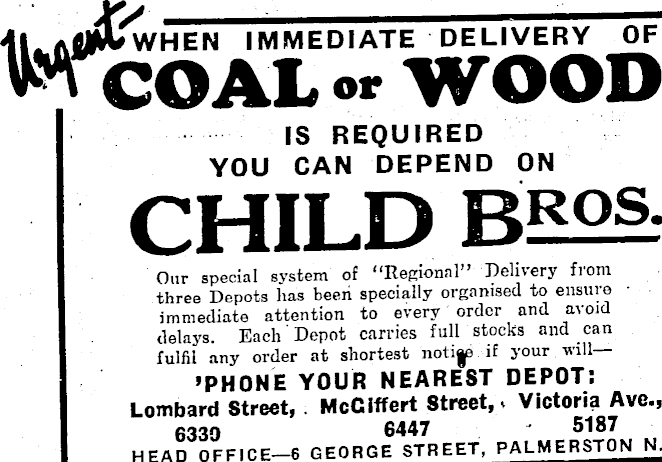 Urgent—
WHEN IMMEDIATE DELIVERY OF
COAL or WOOD
IS REQUIRED
YOU CAN DEPEND ON
CHILD BROS.
Our special system of "Regional" Delivery from
three Depots has been specially organised to ensure
immediate attention to every order and avoid
delays. Each Depot carries full stocks and can
fulfil any order at shortest notice if your will—
'PHONE YOUR NEAREST DEPOT:
Lombard Street, McGiffert Street, Victoria Ave.,
6330 6447 5187
HEAD OFFICE—6 GEORGE STREET, PALMERSTON N.